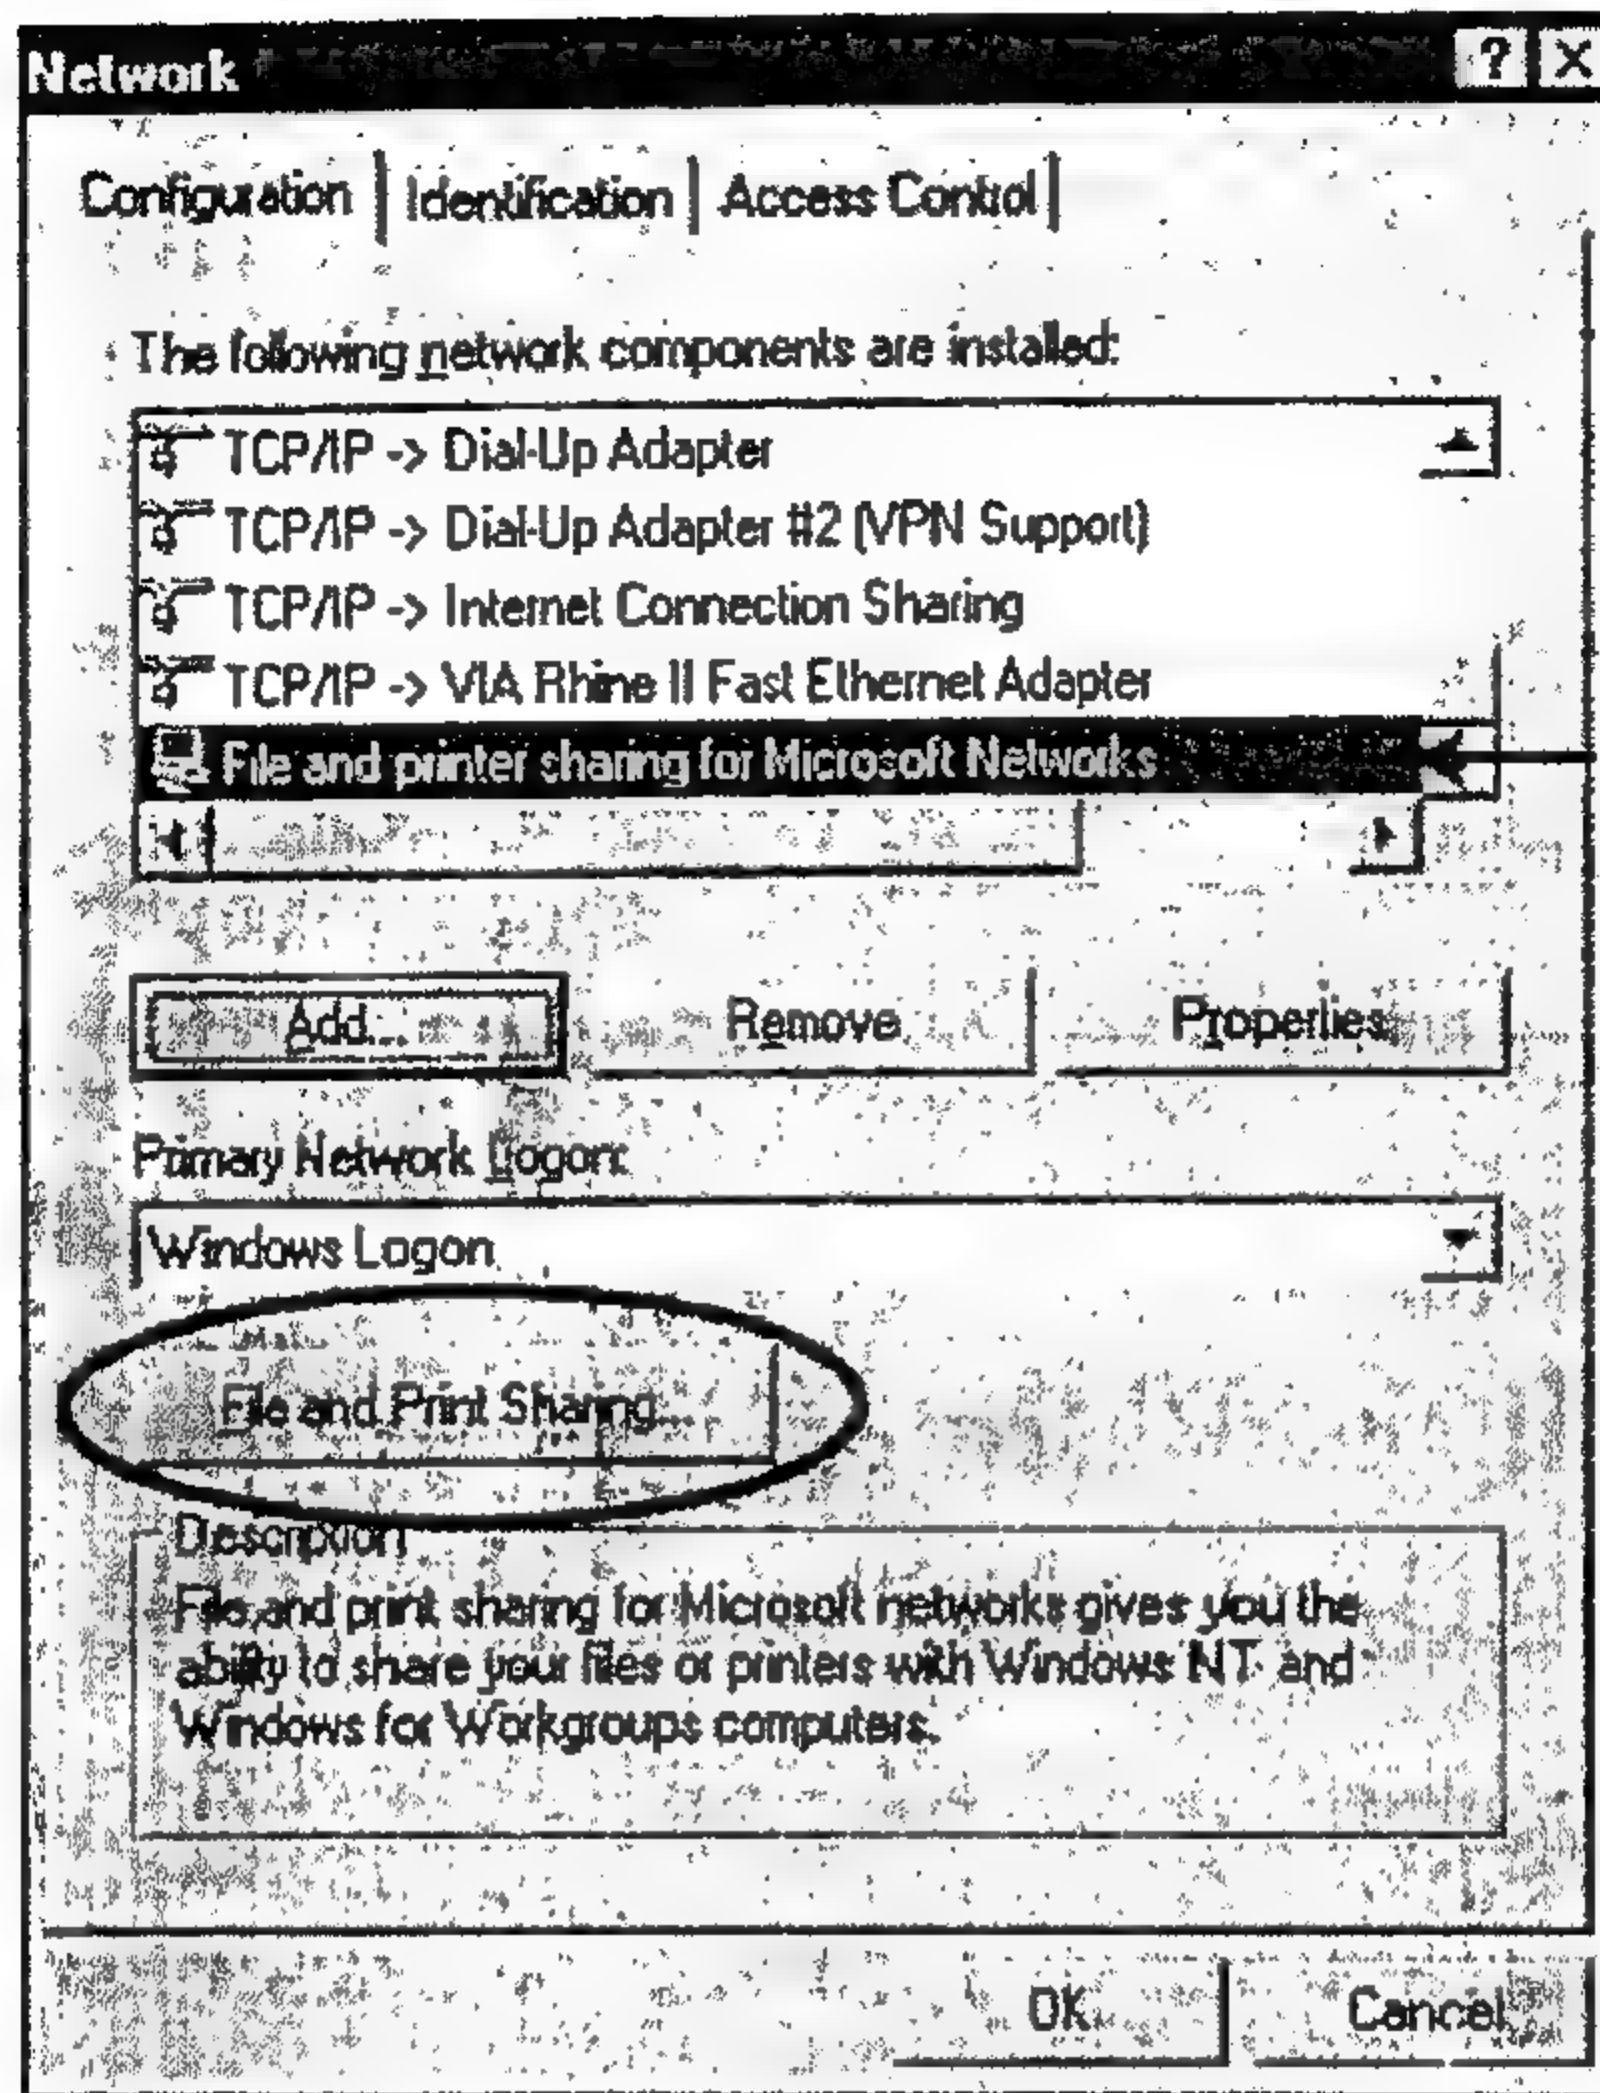 Network
Configuration Identification Access Control
The following network components are installed:
TCP/IP -> Dial-Up Adapter
TCP/IP -> Dial-Up Adapter #2 (VPN Support)
TCP/IP -> Internet Connection Sharing
TCP/IP -> VIA Rhine II Fast Ethernet Adapter
File and printer sharing for Microsoft Networks
Add... Remove Properties
Primary Network Logon:
Windows Logon
File and Print Sharing...
Description
File and print sharing for Microsoft networks gives you the
ability to share your files or printers with Windows NT and
Windows for Workgroups computers.
OK Cancel